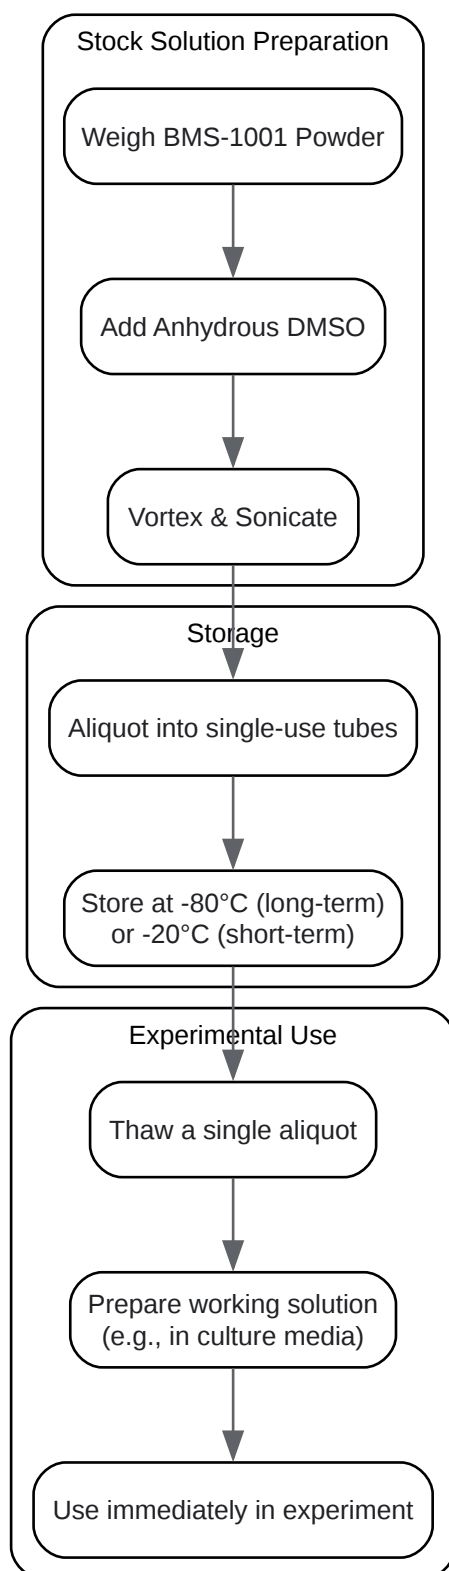 Stock Solution Preparation
Weigh BMS-1001 Powder
Add Anhydrous DMSO
Vortex & Sonicate
Storage
Aliquot into single-use tubes
Store at -80°C (long-term)
or -20°C (short-term)
Experimental Use
Thaw a single aliquot
Prepare working solution
(e.g., in culture media)
Use immediately in experiment